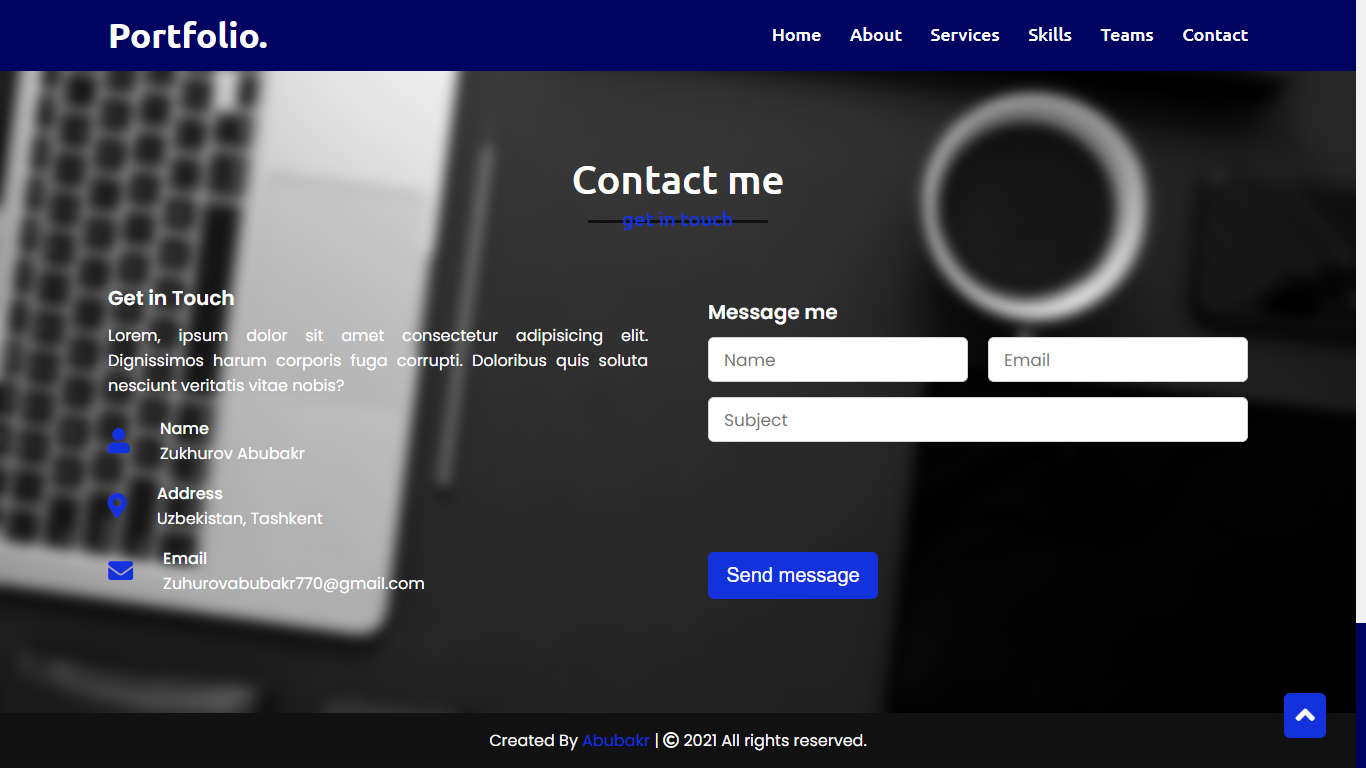 Portfolio.
Home About Services Skills Teams Contact
Contact me
get in touch
Get in Touch
Lorem, ipsum dolor sit amet consectetur adipisicing elit.
Dignissimos harum corporis fuga corrupti. Doloribus quis soluta
nesciunt veritatis vitae nobis?
Name
Zukhurov Abubakr
Address
Uzbekistan, Tashkent
Email
Zuhurovabubakr770@gmail.com
Message me
Name Email
Subject
Send message
Created By Abubakr | © 2021 All rights reserved.